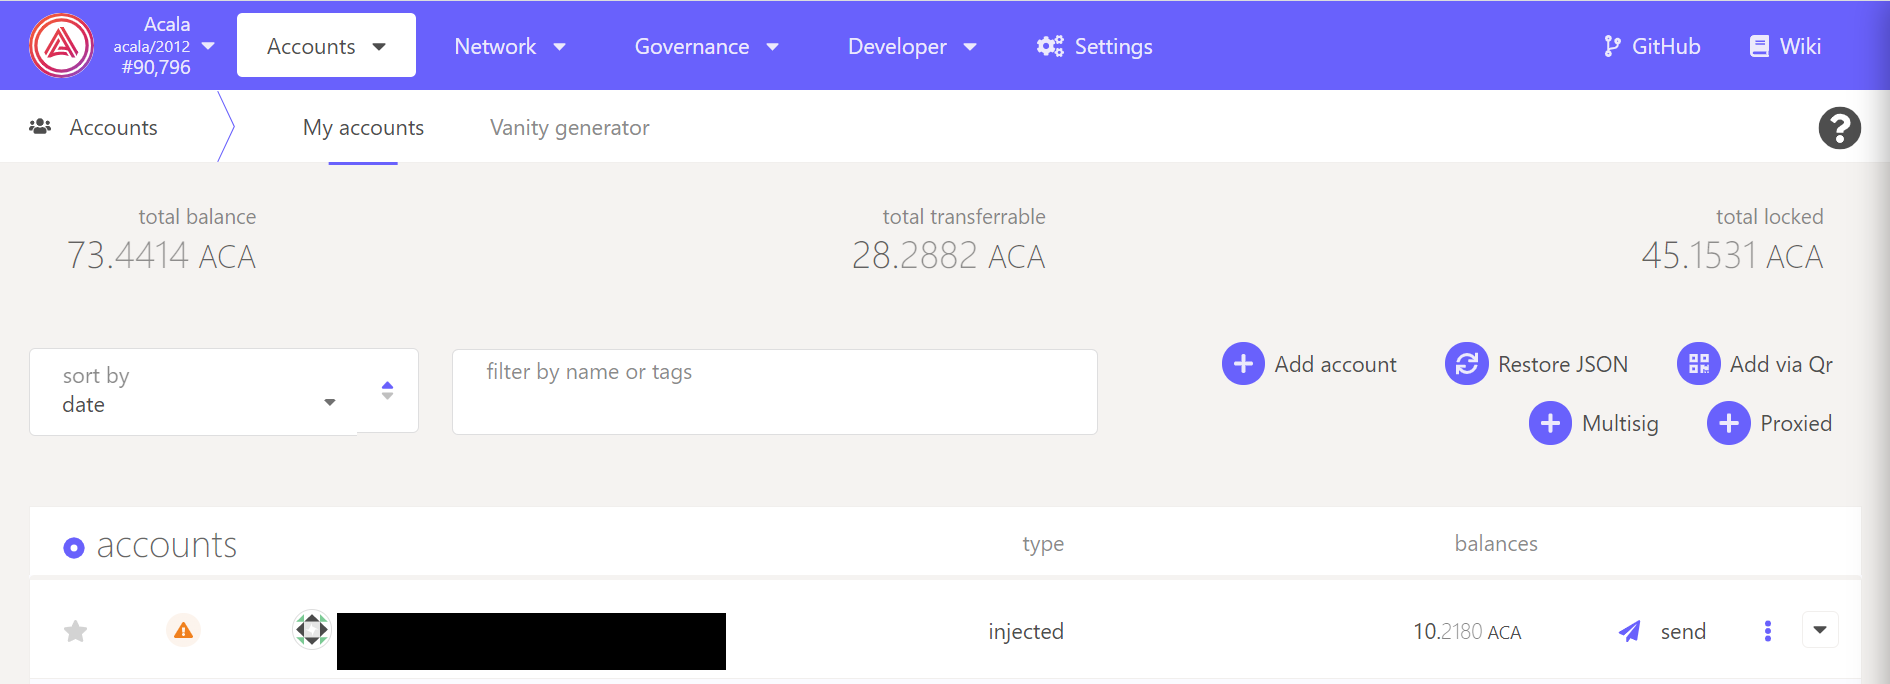 Acala
acala/2012
#90,796
Accounts
Network
Governance
Developer
Settings
GitHub
Wiki
Accounts
My accounts
Vanity generator
?
total balance
73.4414 ACA
total transferrable
28.2882 ACA
total locked
45.1531 ACA
sort by
date
filter by name or tags
Add account
Restore JSON
Add via Qr
Multisig
Proxied
accounts
type
balances
injected
10.2180 ACA
send